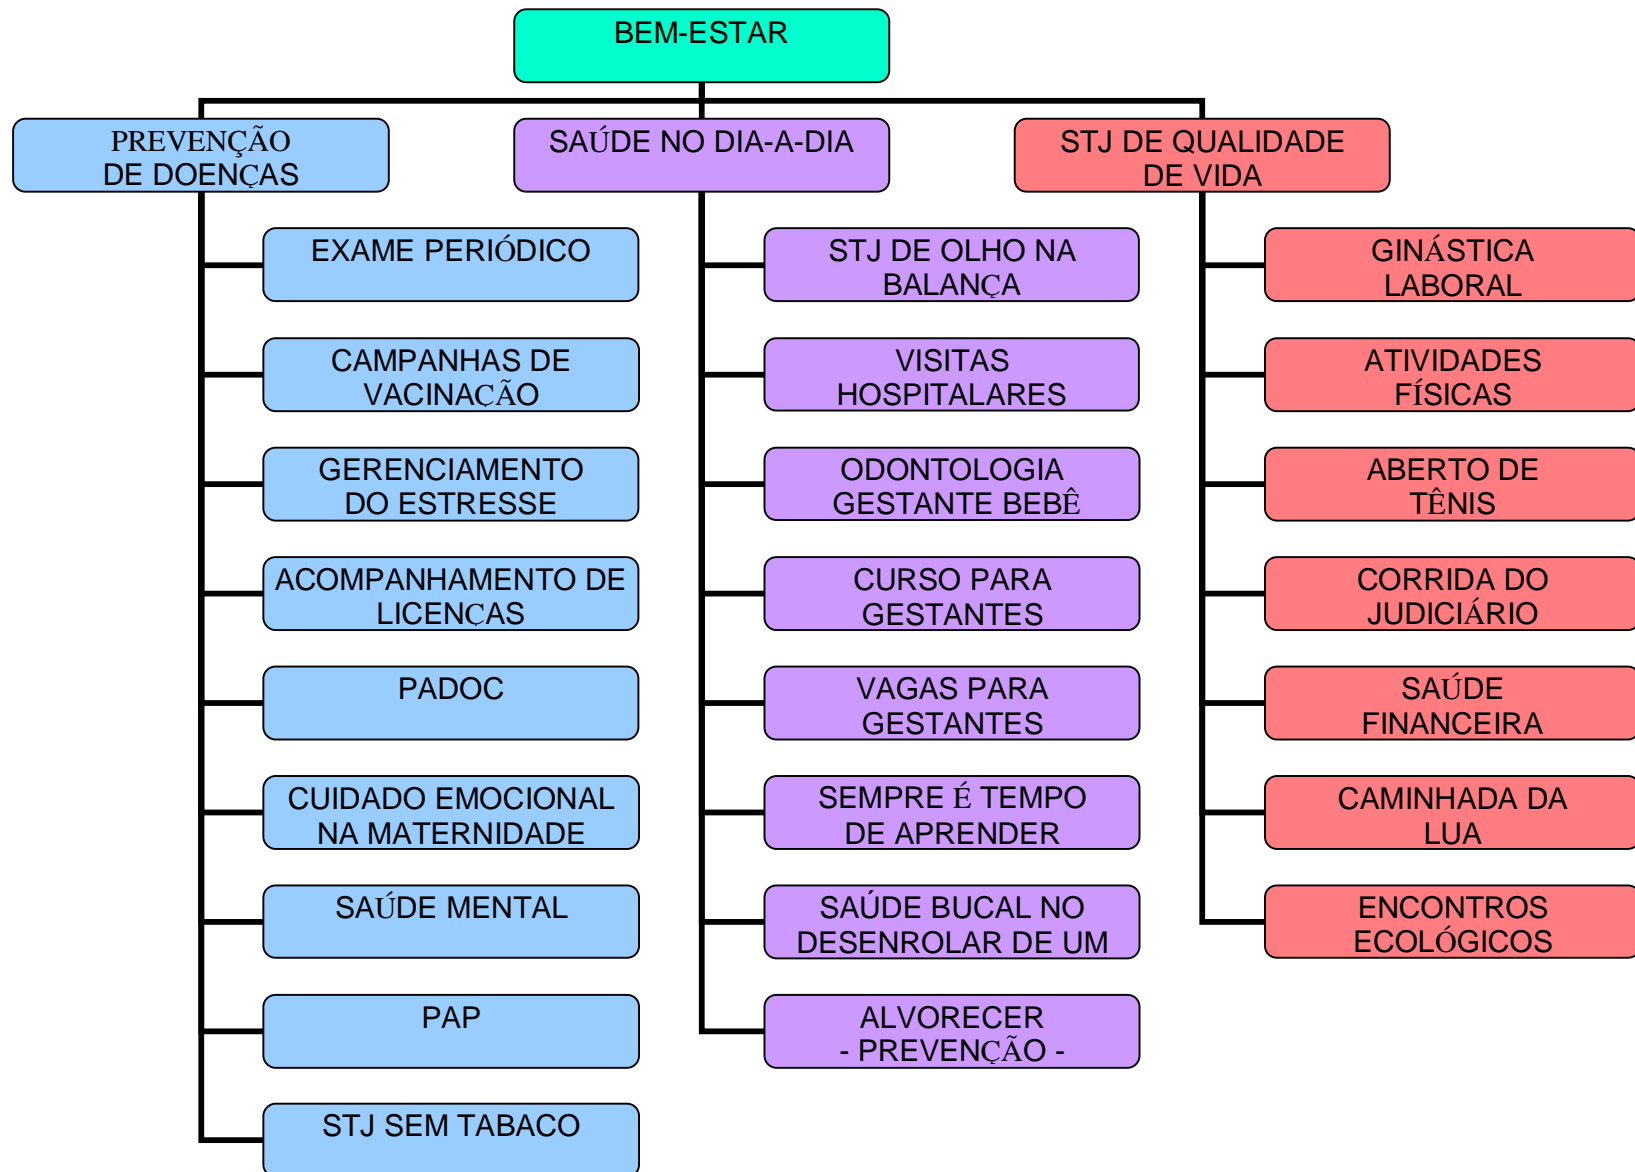 BEM-ESTAR
PREVENÇÃO
DE DOENÇAS
EXAME PERIÓDICO
CAMPANHAS DE
VACINAÇÃO
GERENCIAMENTO
DO ESTRESSE
ACOMPANHAMENTO DE
LICENÇAS
PADOC
CUIDADO EMOCIONAL
NA MATERNIDADE
SAÚDE MENTAL
PAP
STJ SEM TABACO
SAÚDE NO DIA-A-DIA
STJ DE OLHO NA
BALANÇA
VISITAS
HOSPITALARES
ODONTOLOGIA
GESTANTE BEBÊ
CURSO PARA
GESTANTES
VAGAS PARA
GESTANTES
SEMPRE É TEMPO
DE APRENDER
SAÚDE BUCAL NO
DESENROLAR DE UM
ALVORECER
- PREVENÇÃO -
STJ DE QUALIDADE
DE VIDA
GINÁSTICA
LABORAL
ATIVIDADES
FÍSICAS
ABERTO DE
TÊNIS
CORRIDA DO
JUDICIÁRIO
SAÚDE
FINANCEIRA
CAMINHADA DA
LUA
ENCONTROS
ECOLÓGICOS